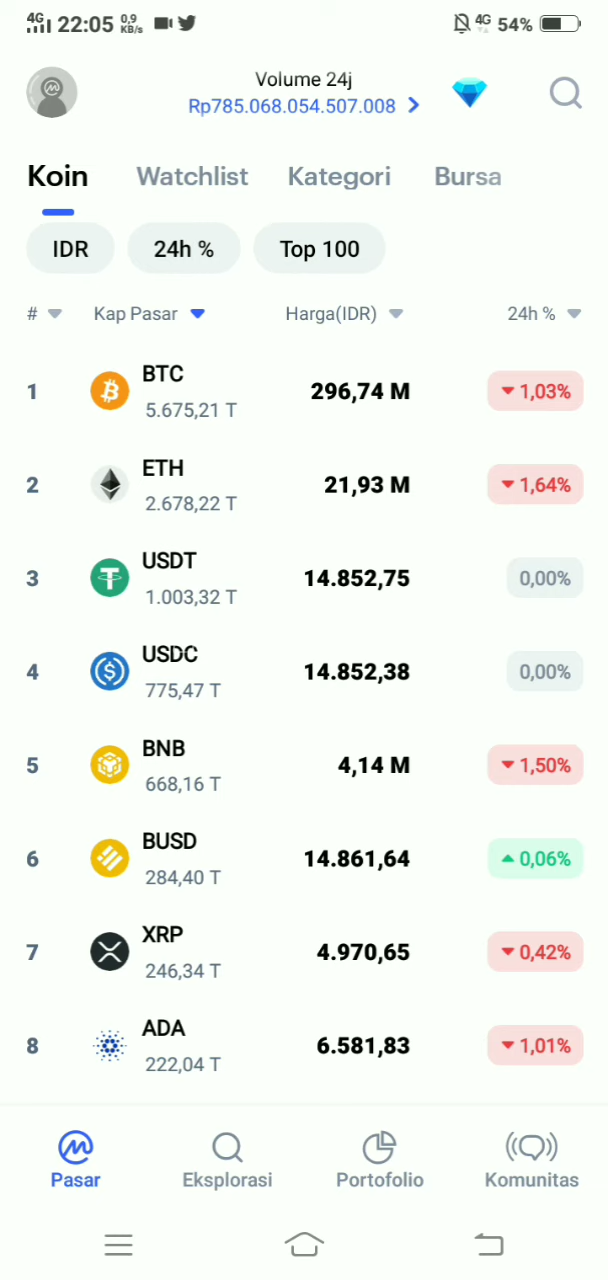 4G 22:05 0,9 KB/s 4G 54%
Volume 24j
Rp785.068.054.507.008
Koin Watchlist Kategori Bursa
IDR 24h % Top 100
# Kap Pasar Harga(IDR) 24h %
1 BTC 296,74 M 1,03%
5.675,21 T
2 ETH 21,93 M 1,64%
2.678,22 T
3 USDT 14.852,75 0,00%
1.003,32 T
4 USDC 14.852,38 0,00%
775,47 T
5 BNB 4,14 M 1,50%
668,16 T
6 BUSD 14.861,64 0,06%
284,40 T
7 XRP 4.970,65 0,42%
246,34 T
8 ADA 6.581,83 1,01%
222,04 T
Pasar Eksplorasi Portofolio Komunitas